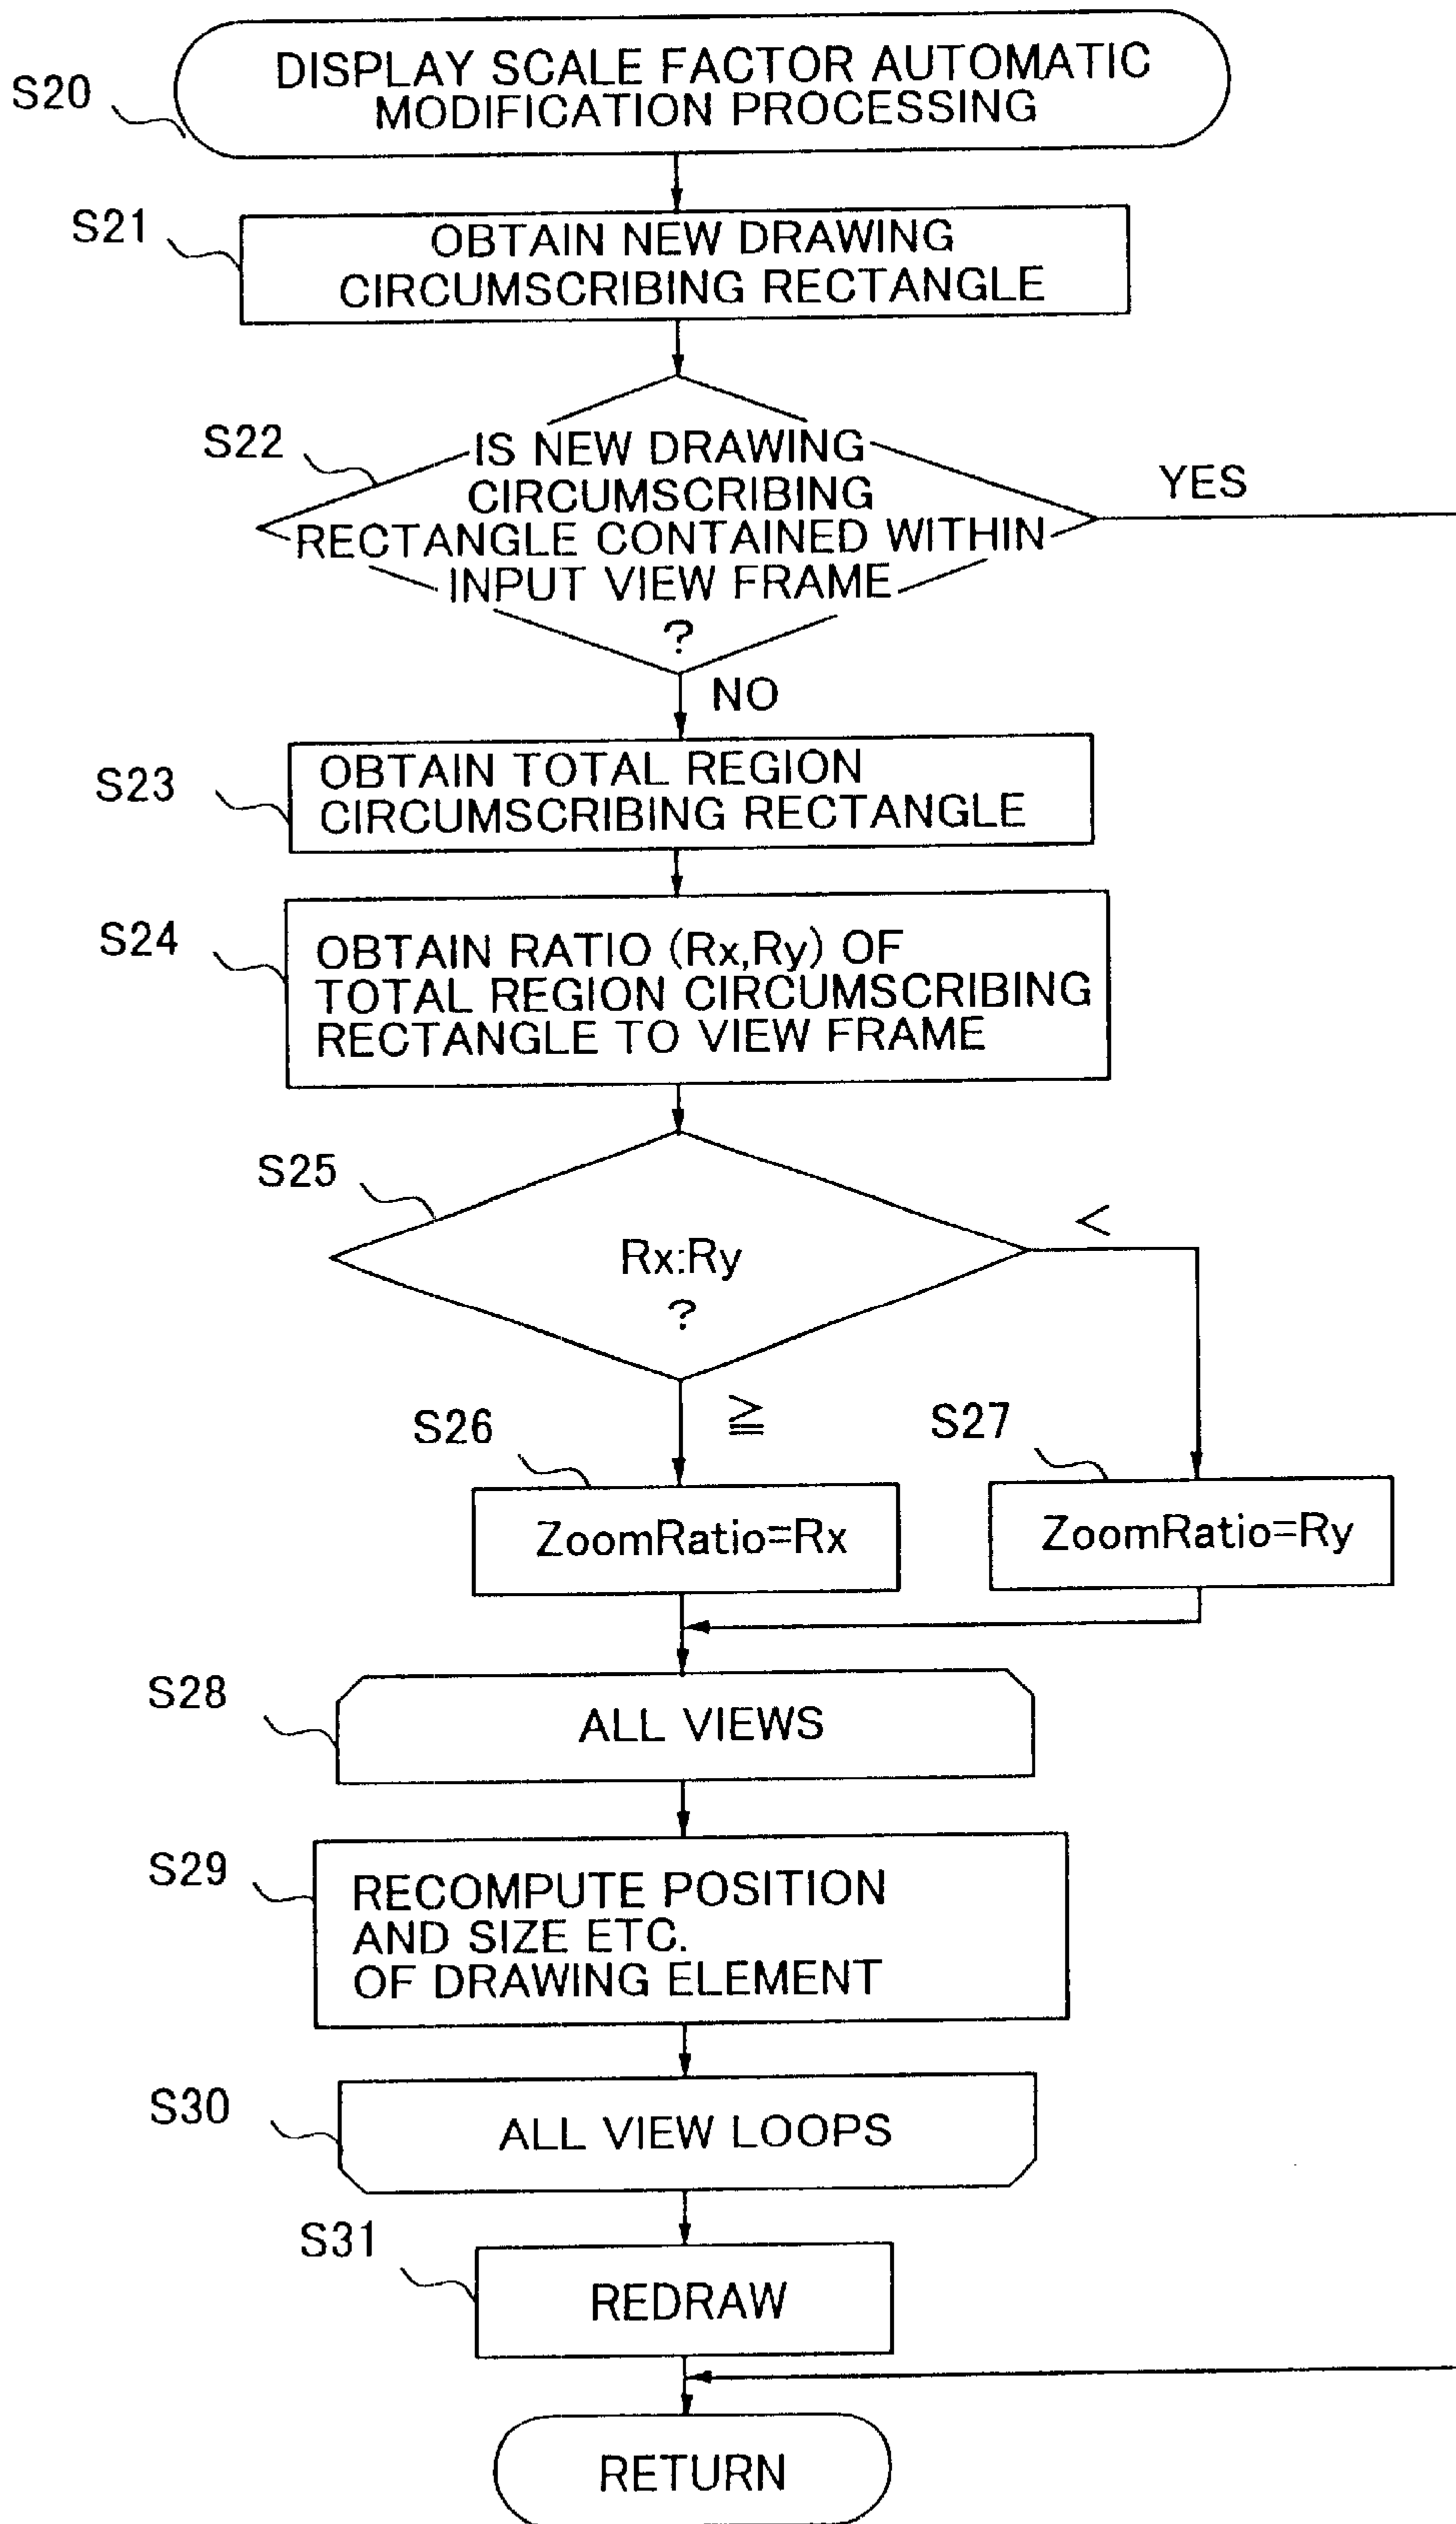 S20
DISPLAY SCALE FACTOR AUTOMATIC
MODIFICATION PROCESSING
S21
OBTAIN NEW DRAWING
CIRCUMSCRIBING RECTANGLE
S22
IS NEW DRAWING
CIRCUMSCRIBING
RECTANGLE CONTAINED WITHIN
INPUT VIEW FRAME
?
YES
NO
S23
OBTAIN TOTAL REGION
CIRCUMSCRIBING RECTANGLE
S24
OBTAIN RATIO (Rx,Ry) OF
TOTAL REGION CIRCUMSCRIBING
RECTANGLE TO VIEW FRAME
S25
Rx:Ry
?
<
≧
S26
ZoomRatio=Rx
S27
ZoomRatio=Ry
S28
ALL VIEWS
S29
RECOMPUTE POSITION
AND SIZE ETC.
OF DRAWING ELEMENT
S30
ALL VIEW LOOPS
S31
REDRAW
RETURN